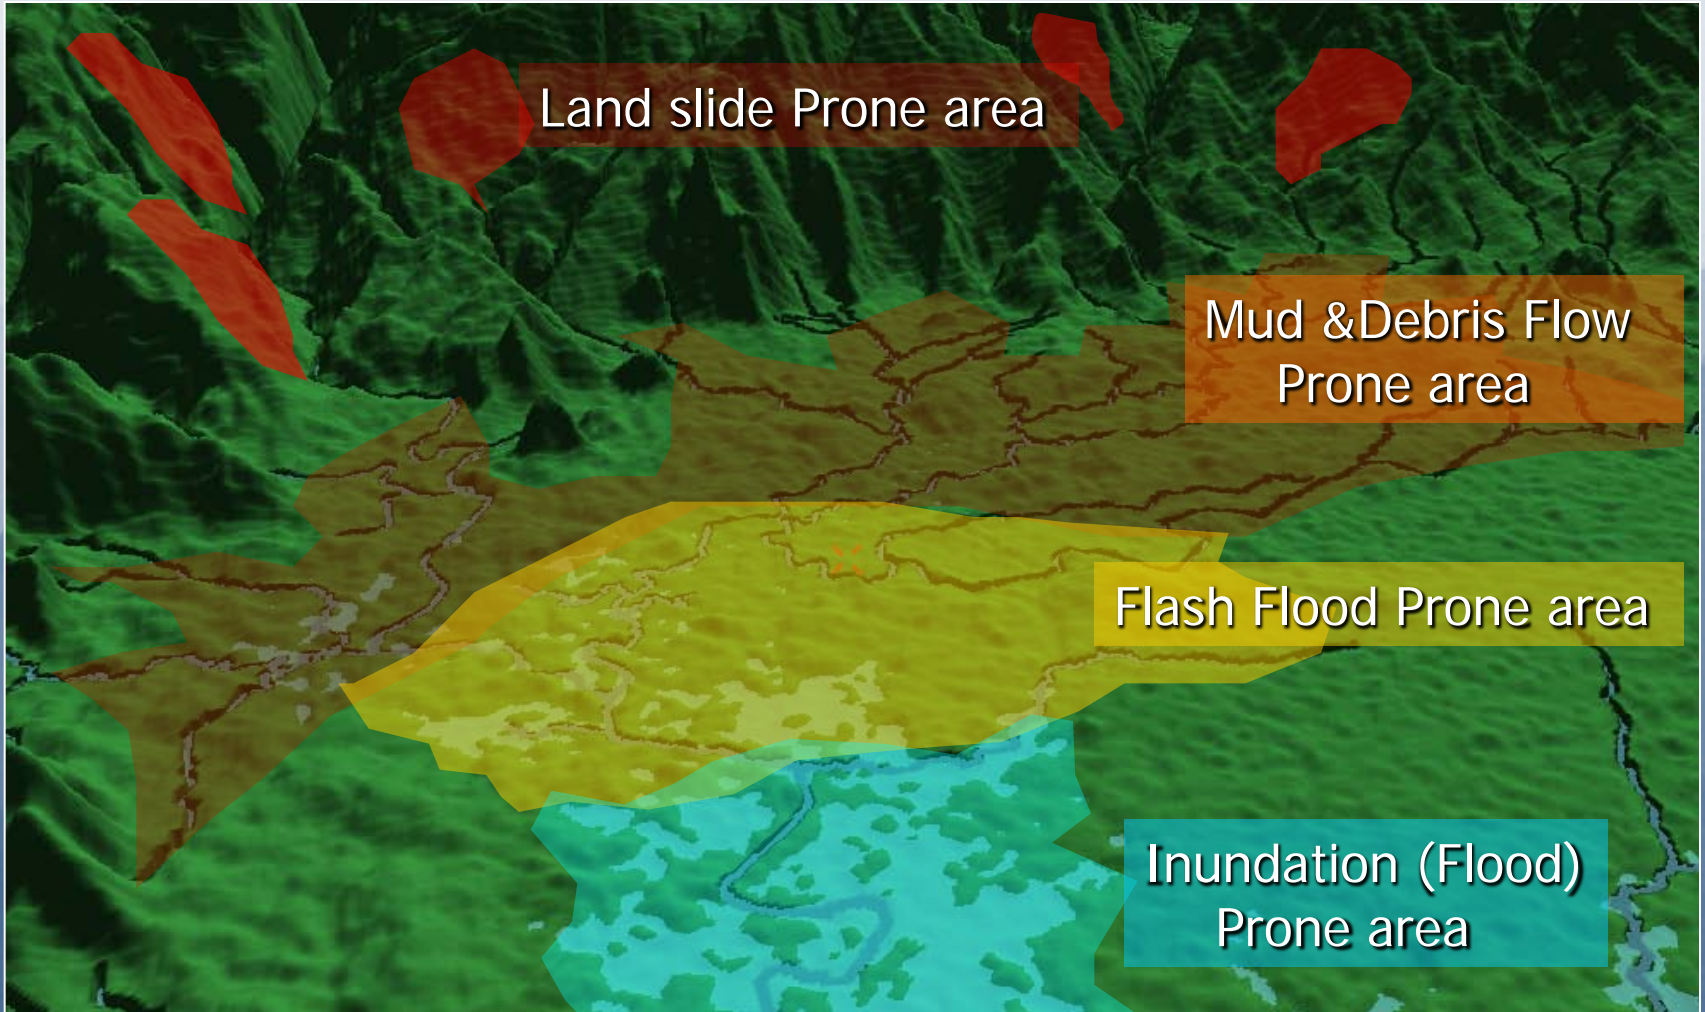 Land slide Prone area
Mud &Debris Flow
Prone area
Flash Flood Prone area
Inundation (Flood)
Prone area